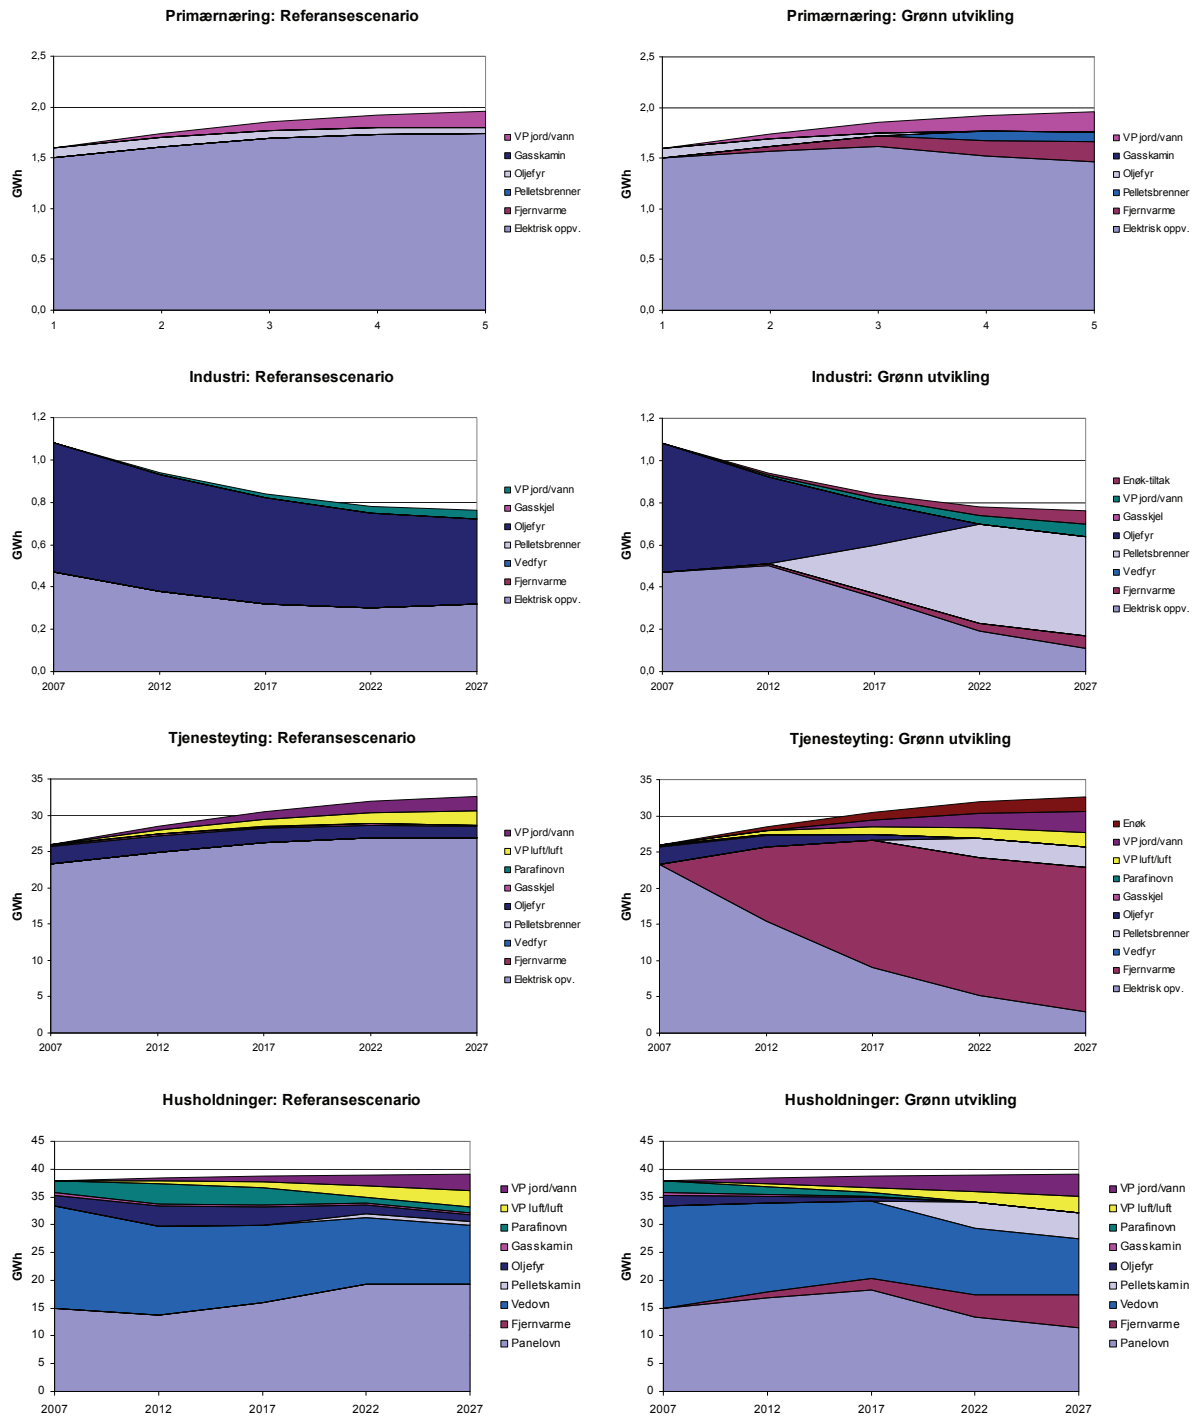 Primærnæring: Referansescenario
GWh
2,5
2,0
1,5
1,0
0,5
0,0
1 2 3 4 5
VP jord/vann
Gasskamin
Oljefyr
Pelletsbrenner
Fjernvarme
Elektrisk oppv.
Primærnæring: Grønn utvikling
GWh
2,5
2,0
1,5
1,0
0,5
0,0
1 2 3 4 5
VP jord/vann
Gasskamin
Oljefyr
Pelletsbrenner
Fjernvarme
Elektrisk oppv.
Industri: Referansescenario
GWh
1,2
1,0
0,8
0,6
0,4
0,2
0,0
2007 2012 2017 2022 2027
VP jord/vann
Gasskjel
Oljefyr
Pelletsbrenner
Vedfyr
Fjernvarme
Elektrisk oppv.
Industri: Grønn utvikling
GWh
1,2
1,0
0,8
0,6
0,4
0,2
0,0
2007 2012 2017 2022 2027
Enøk-tiltak
VP jord/vann
Gasskjel
Oljefyr
Pelletsbrenner
Vedfyr
Fjernvarme
Elektrisk oppv.
Tjenesteyting: Referansescenario
GWh
35
30
25
20
15
10
5
0
2007 2012 2017 2022 2027
VP jord/vann
VP luft/luft
Parafinovn
Gasskjel
Oljefyr
Pelletsbrenner
Vedfyr
Fjernvarme
Elektrisk opv.
Tjenesteyting: Grønn utvikling
GWh
35
30
25
20
15
10
5
0
2007 2012 2017 2022 2027
Enøk
VP jord/vann
VP luft/luft
Parafinovn
Gasskjel
Oljefyr
Pelletsbrenner
Vedfyr
Fjernvarme
Elektrisk opv.
Husholdninger: Referansescenario
GWh
45
40
35
30
25
20
15
10
5
0
2007 2012 2017 2022 2027
VP jord/vann
VP luft/luft
Parafinovn
Gasskamin
Oljefyr
Pelletskamin
Vedovn
Fjernvarme
Panelovn
Husholdninger: Grønn utvikling
GWh
45
40
35
30
25
20
15
10
5
0
2007 2012 2017 2022 2027
VP jord/vann
VP luft/luft
Parafinovn
Gasskamin
Oljefyr
Pelletskamin
Vedovn
Fjernvarme
Panelovn